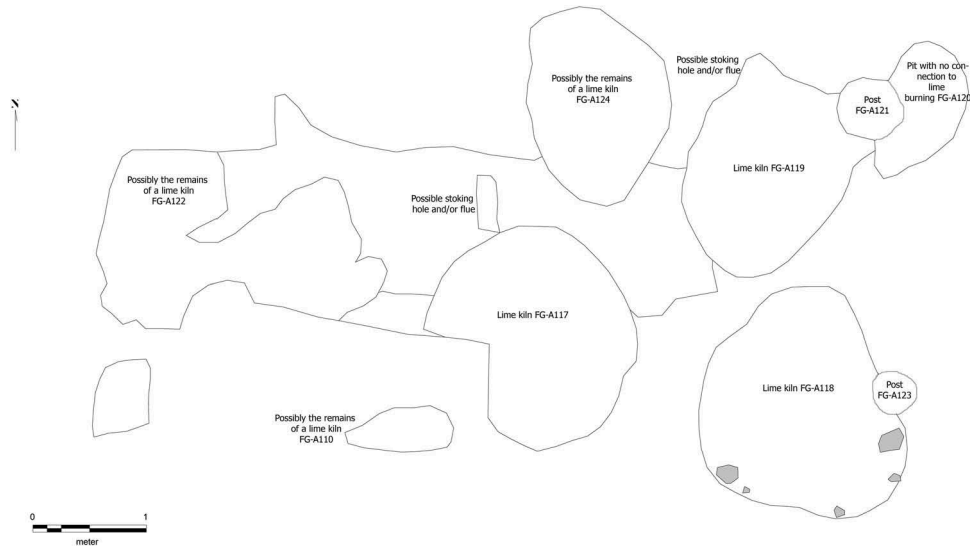 N
Possibly the remains
of a lime kiln
FG-A124
Possible stoking
hole and/or flue
Pit with no con-
nection to
lime
burning FG-A120
Post
FG-A121
Lime kiln FG-A119
Possibly the remains
of a lime kiln
FG-A122
Possible stoking
hole and/or flue
Lime kiln FG-A117
Lime kiln FG-A118
Post
FG-A123
Possibly the remains
of a lime kiln
FG-A110
0 1
meter